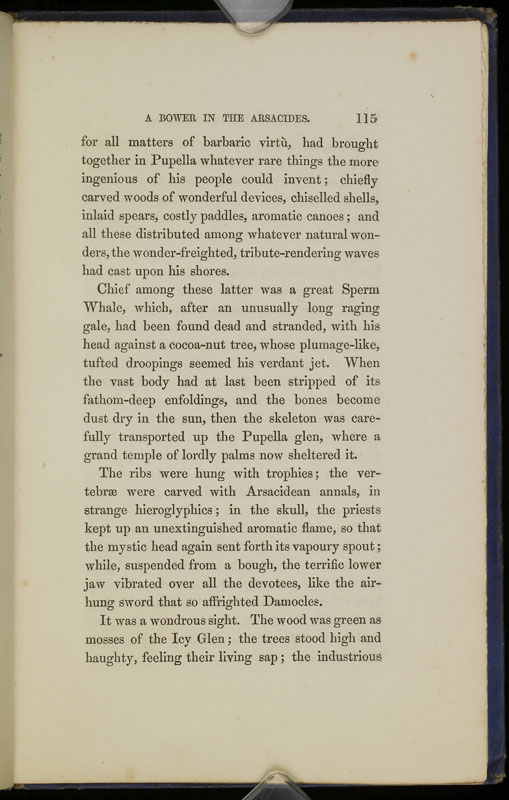 A BOWER IN THE ARSACIDES. 115
for all matters of barbaric virtù, had brought
together in Pupella whatever rare things the more
ingenious of his people could invent; chiefly
carved woods of wonderful devices, chiselled shells,
inlaid spears, costly paddles, aromatic canoes; and
all these distributed among whatever natural won-
ders, the wonder-freighted, tribute-rendering waves
had cast upon his shores.
Chief among these latter was a great Sperm
Whale, which, after an unusually long raging
gale, had been found dead and stranded, with his
head against a cocoa-nut tree, whose plumage-like,
tufted droopings seemed his verdant jet. When
the vast body had at last been stripped of its
fathom-deep enfoldings, and the bones become
dust dry in the sun, then the skeleton was care-
fully transported up the Pupella glen, where a
grand temple of lordly palms now sheltered it.
The ribs were hung with trophies; the ver-
tebræ were carved with Arsacidean annals, in
strange hieroglyphics; in the skull, the priests
kept up an unextinguished aromatic flame, so that
the mystic head again sent forth its vapoury spout;
while, suspended from a bough, the terrific lower
jaw vibrated over all the devotees, like the air-
hung sword that so affrighted Damocles.
It was a wondrous sight. The wood was green as
mosses of the Icy Glen; the trees stood high and
haughty, feeling their living sap; the industrious